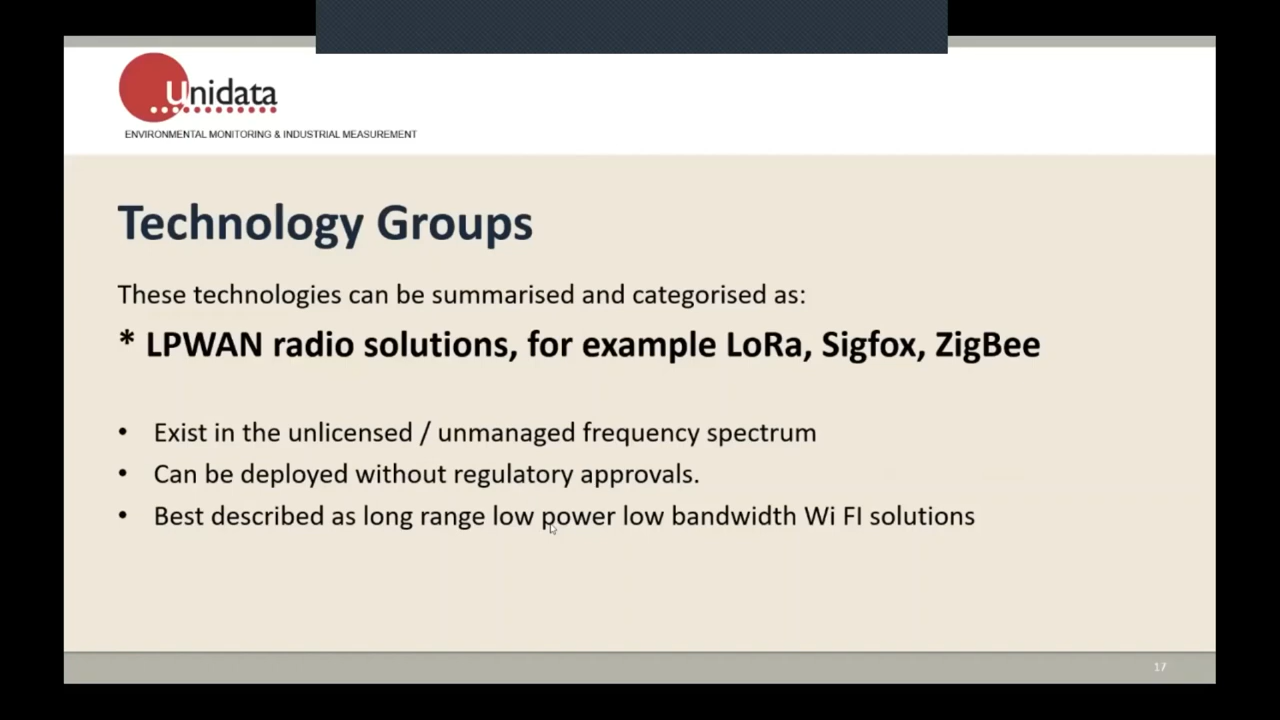 Unidata
ENVIRONMENTAL MONITORING & INDUSTRIAL MEASUREMENT
Technology Groups
These technologies can be summarised and categorised as:
* LPWAN radio solutions, for example LoRa, Sigfox, ZigBee
• Exist in the unlicensed / unmanaged frequency spectrum
• Can be deployed without regulatory approvals.
• Best described as long range low power low bandwidth Wi FI solutions
17